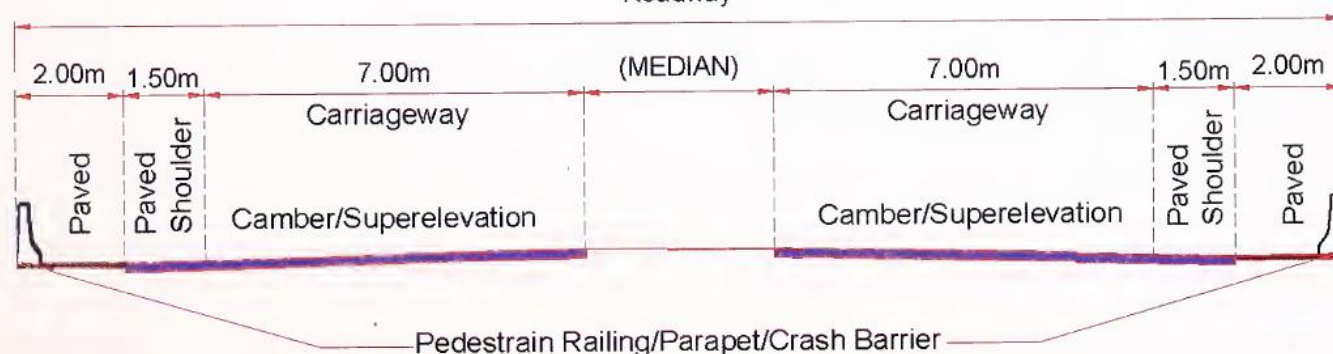 2.00m 1.50m 7.00m (MEDIAN) 7.00m 1.50m 2.00m
Carriageway Carriageway
Paved
Paved
Shoulder
Camber/Superelevation
Camber/Superelevation
Paved
Shoulder
Paved
Pedestrain Railing/Parapet/Crash Barrier